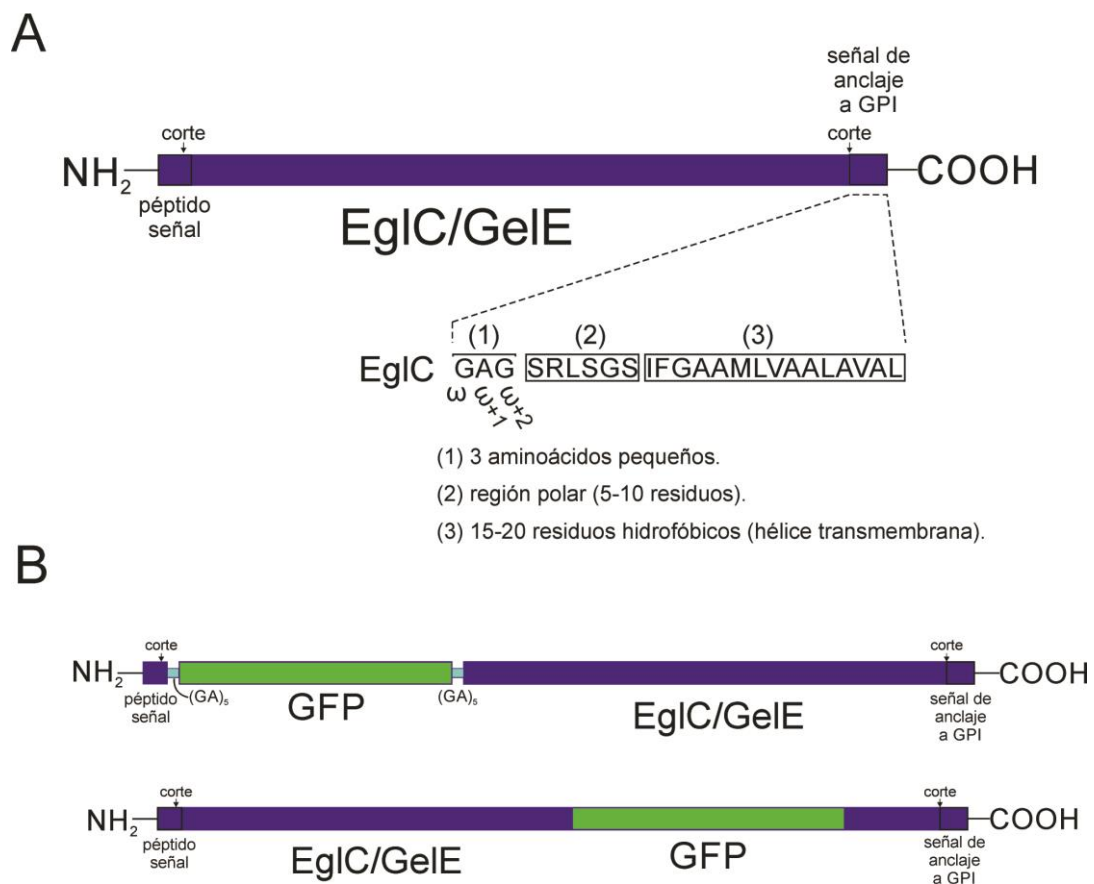 A
señal de
anclaje
a GPI
corte
corte
NH2
COOH
péptido
señal
EglC/GelE
(1) (2) (3)
EglC GAG SRLSGS IFGAAMLVAALAVAL
ω ω+1 ω+2
(1) 3 aminoácidos pequeños.
(2) región polar (5-10 residuos).
(3) 15-20 residuos hidrofóbicos (hélice transmembrana).
B
corte
corte
NH2
COOH
péptido
señal
(GA)5
GFP
(GA)5
EglC/GelE
señal de
anclaje
a GPI
corte
corte
NH2
COOH
péptido
señal
EglC/GelE
GFP
señal de
anclaje
a GPI